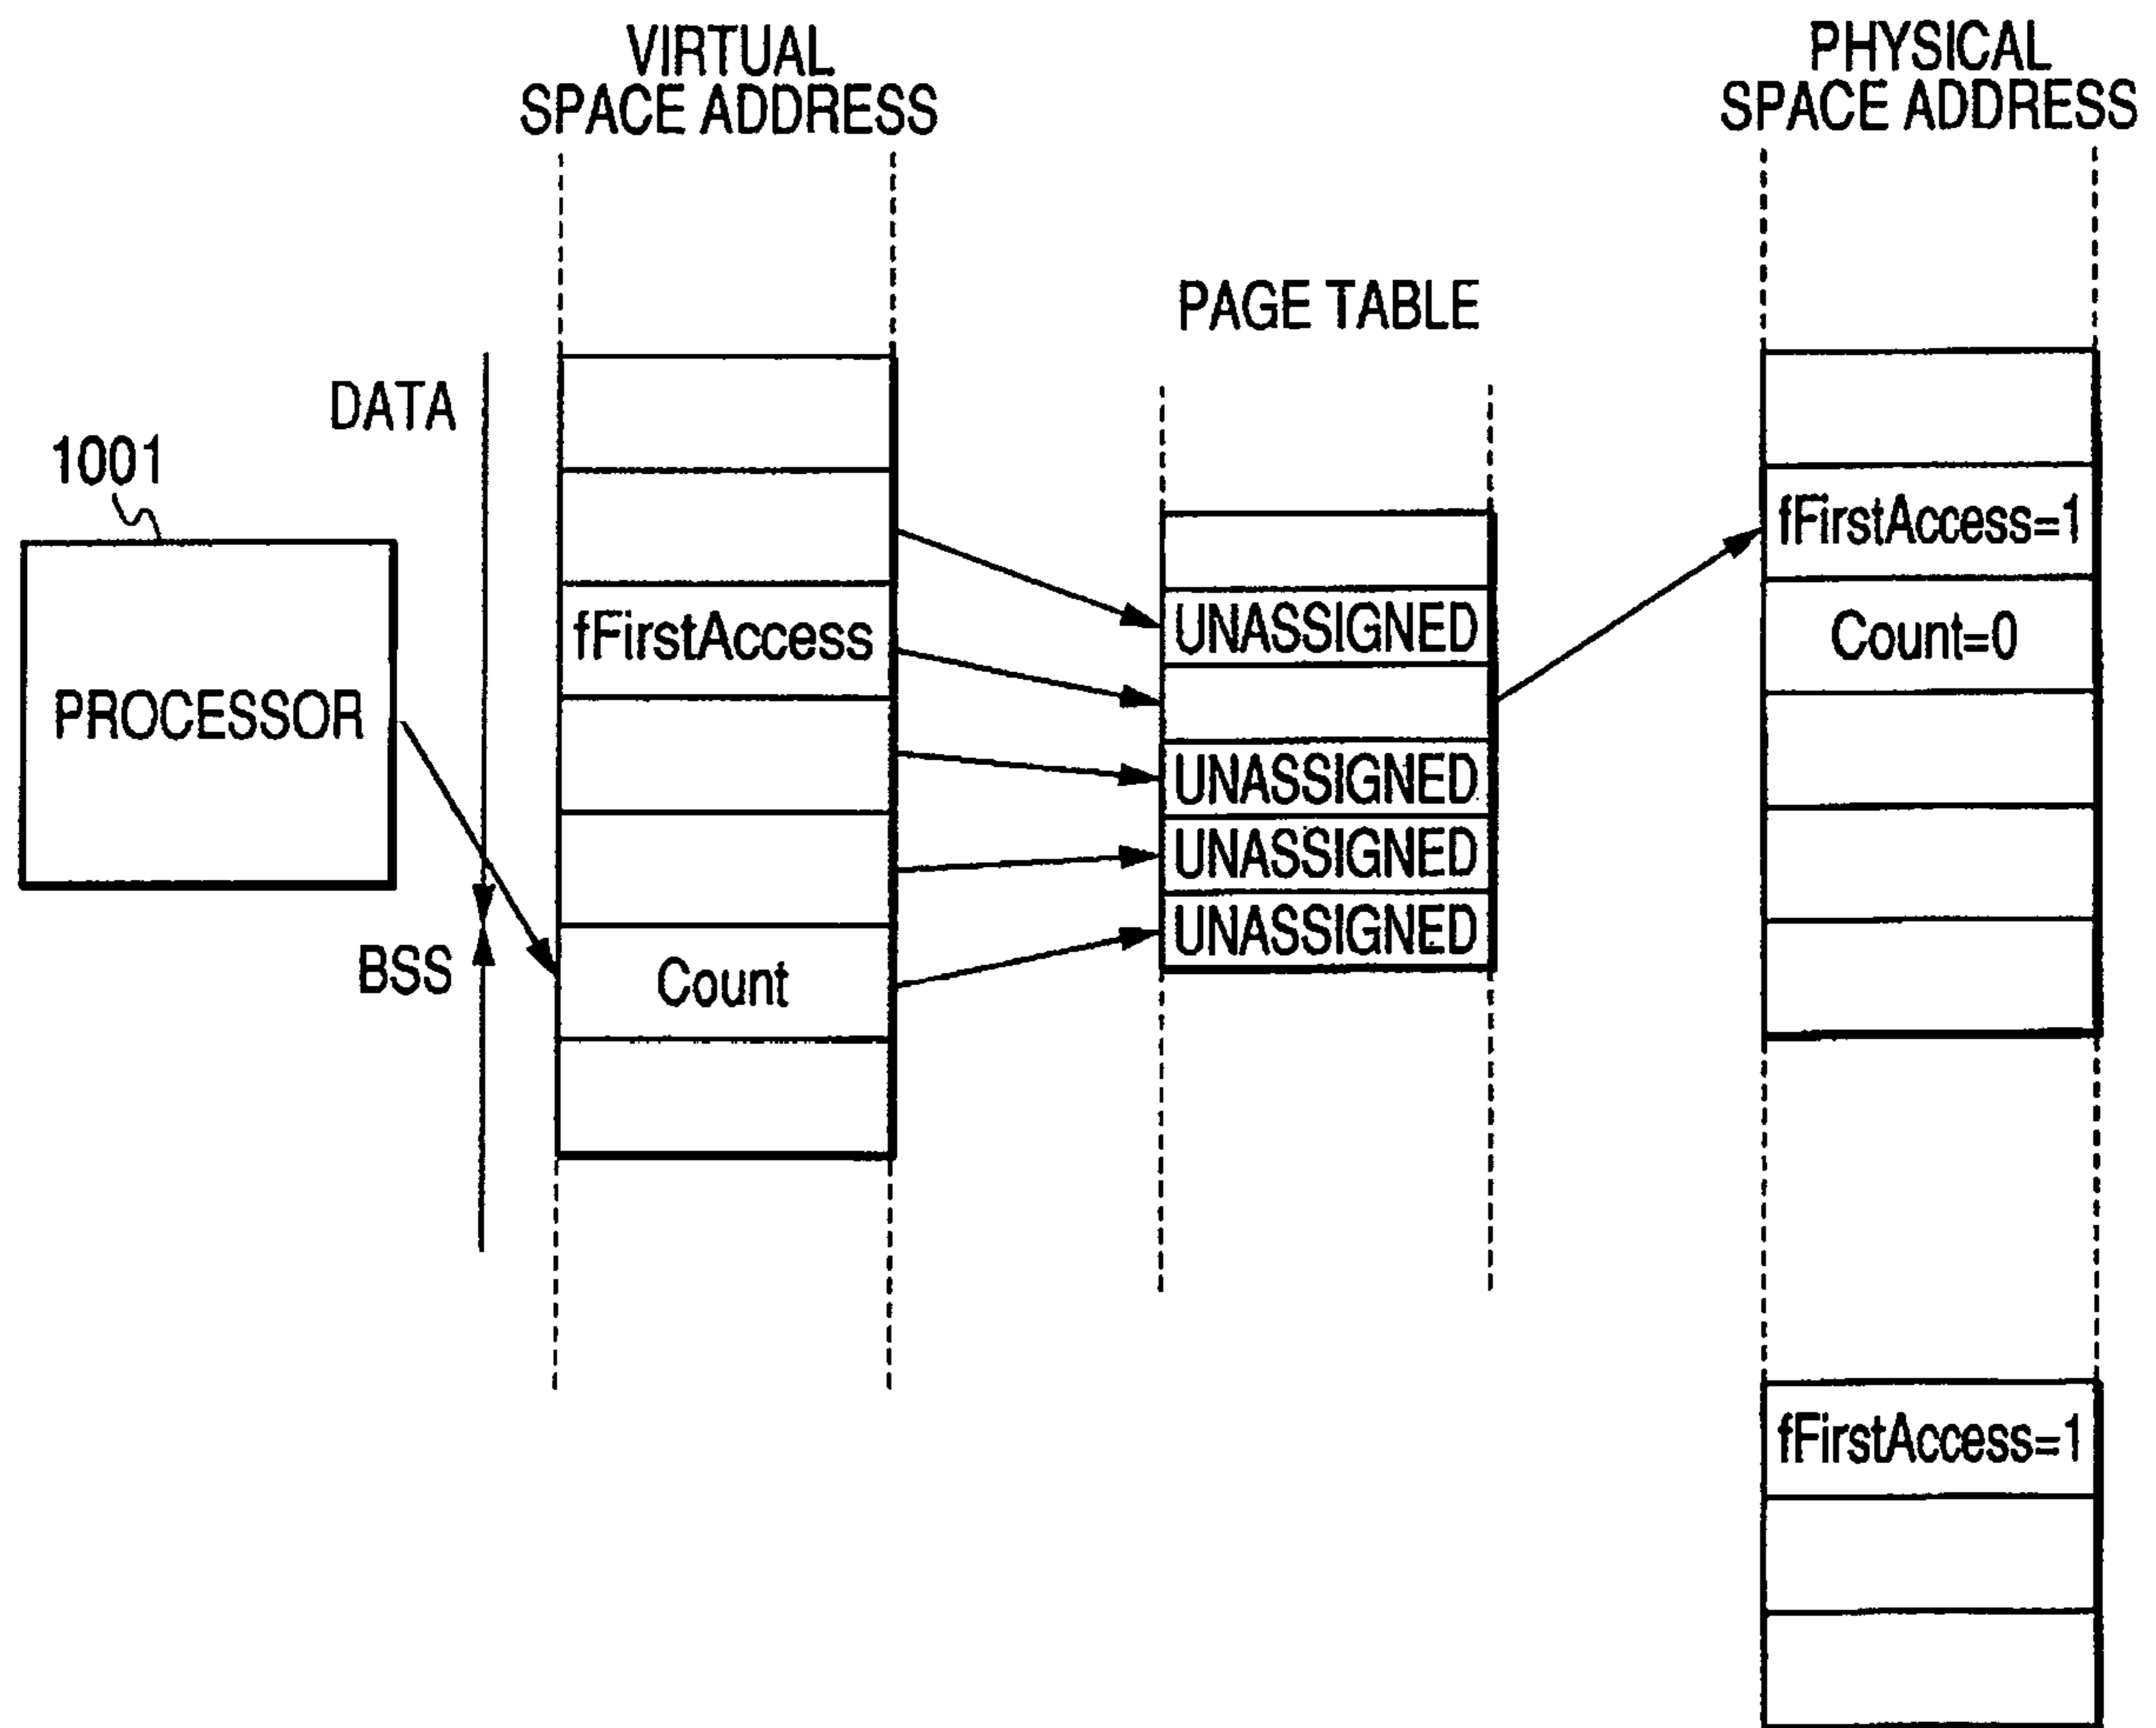 VIRTUAL
SPACE ADDRESS
PHYSICAL
SPACE ADDRESS
PAGE TABLE
DATA
1001
PROCESSOR
BSS
fFirstAccess
Count
UNASSIGNED
UNASSIGNED
UNASSIGNED
UNASSIGNED
fFirstAccess=1
Count=0
fFirstAccess=1